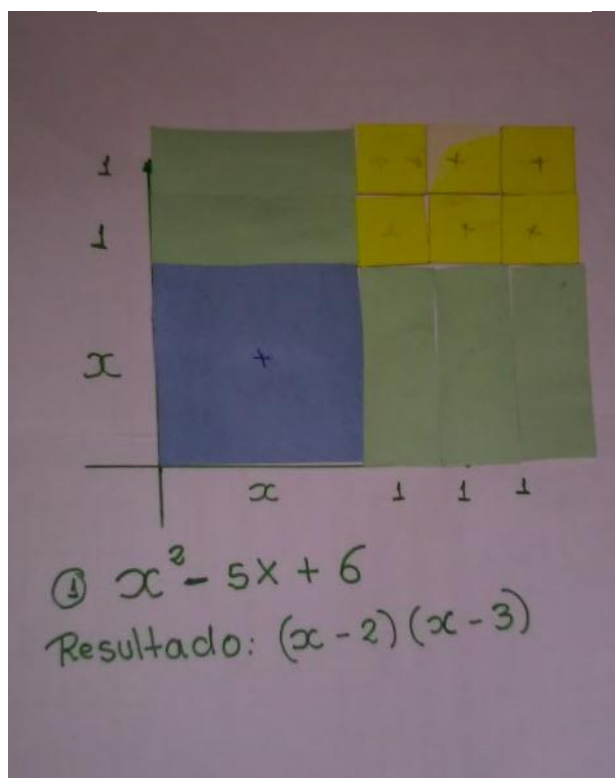 1
1
x
+
+
+
+
+
+
x 1 1 1
① x² - 5x + 6
Resultado: (x - 2)(x - 3)